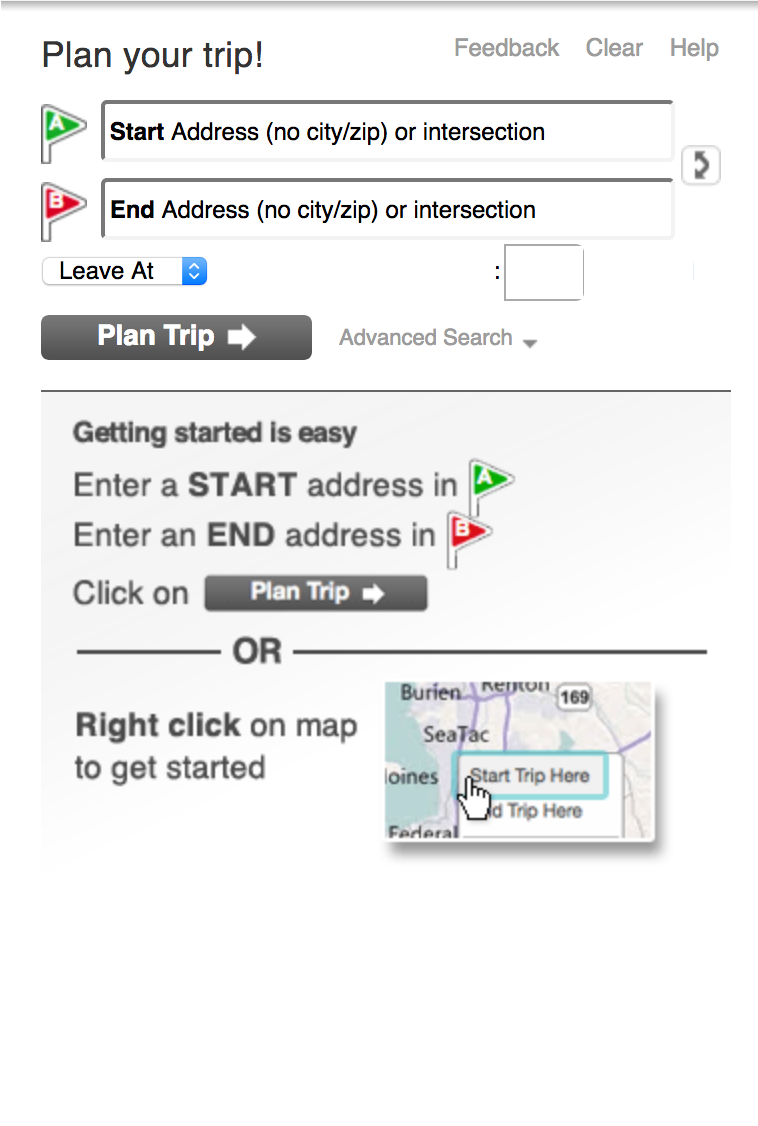 Plan your trip!
Feedback Clear Help
A
Start Address (no city/zip) or intersection
B
End Address (no city/zip) or intersection
Leave At
:
Plan Trip
Advanced Search
Getting started is easy
Enter a START address in A
Enter an END address in B
Click on Plan Trip
OR
Right click on map
to get started
Burien Renton
169
SeaTac
oines
Start Trip Here
d Trip Here
Federal